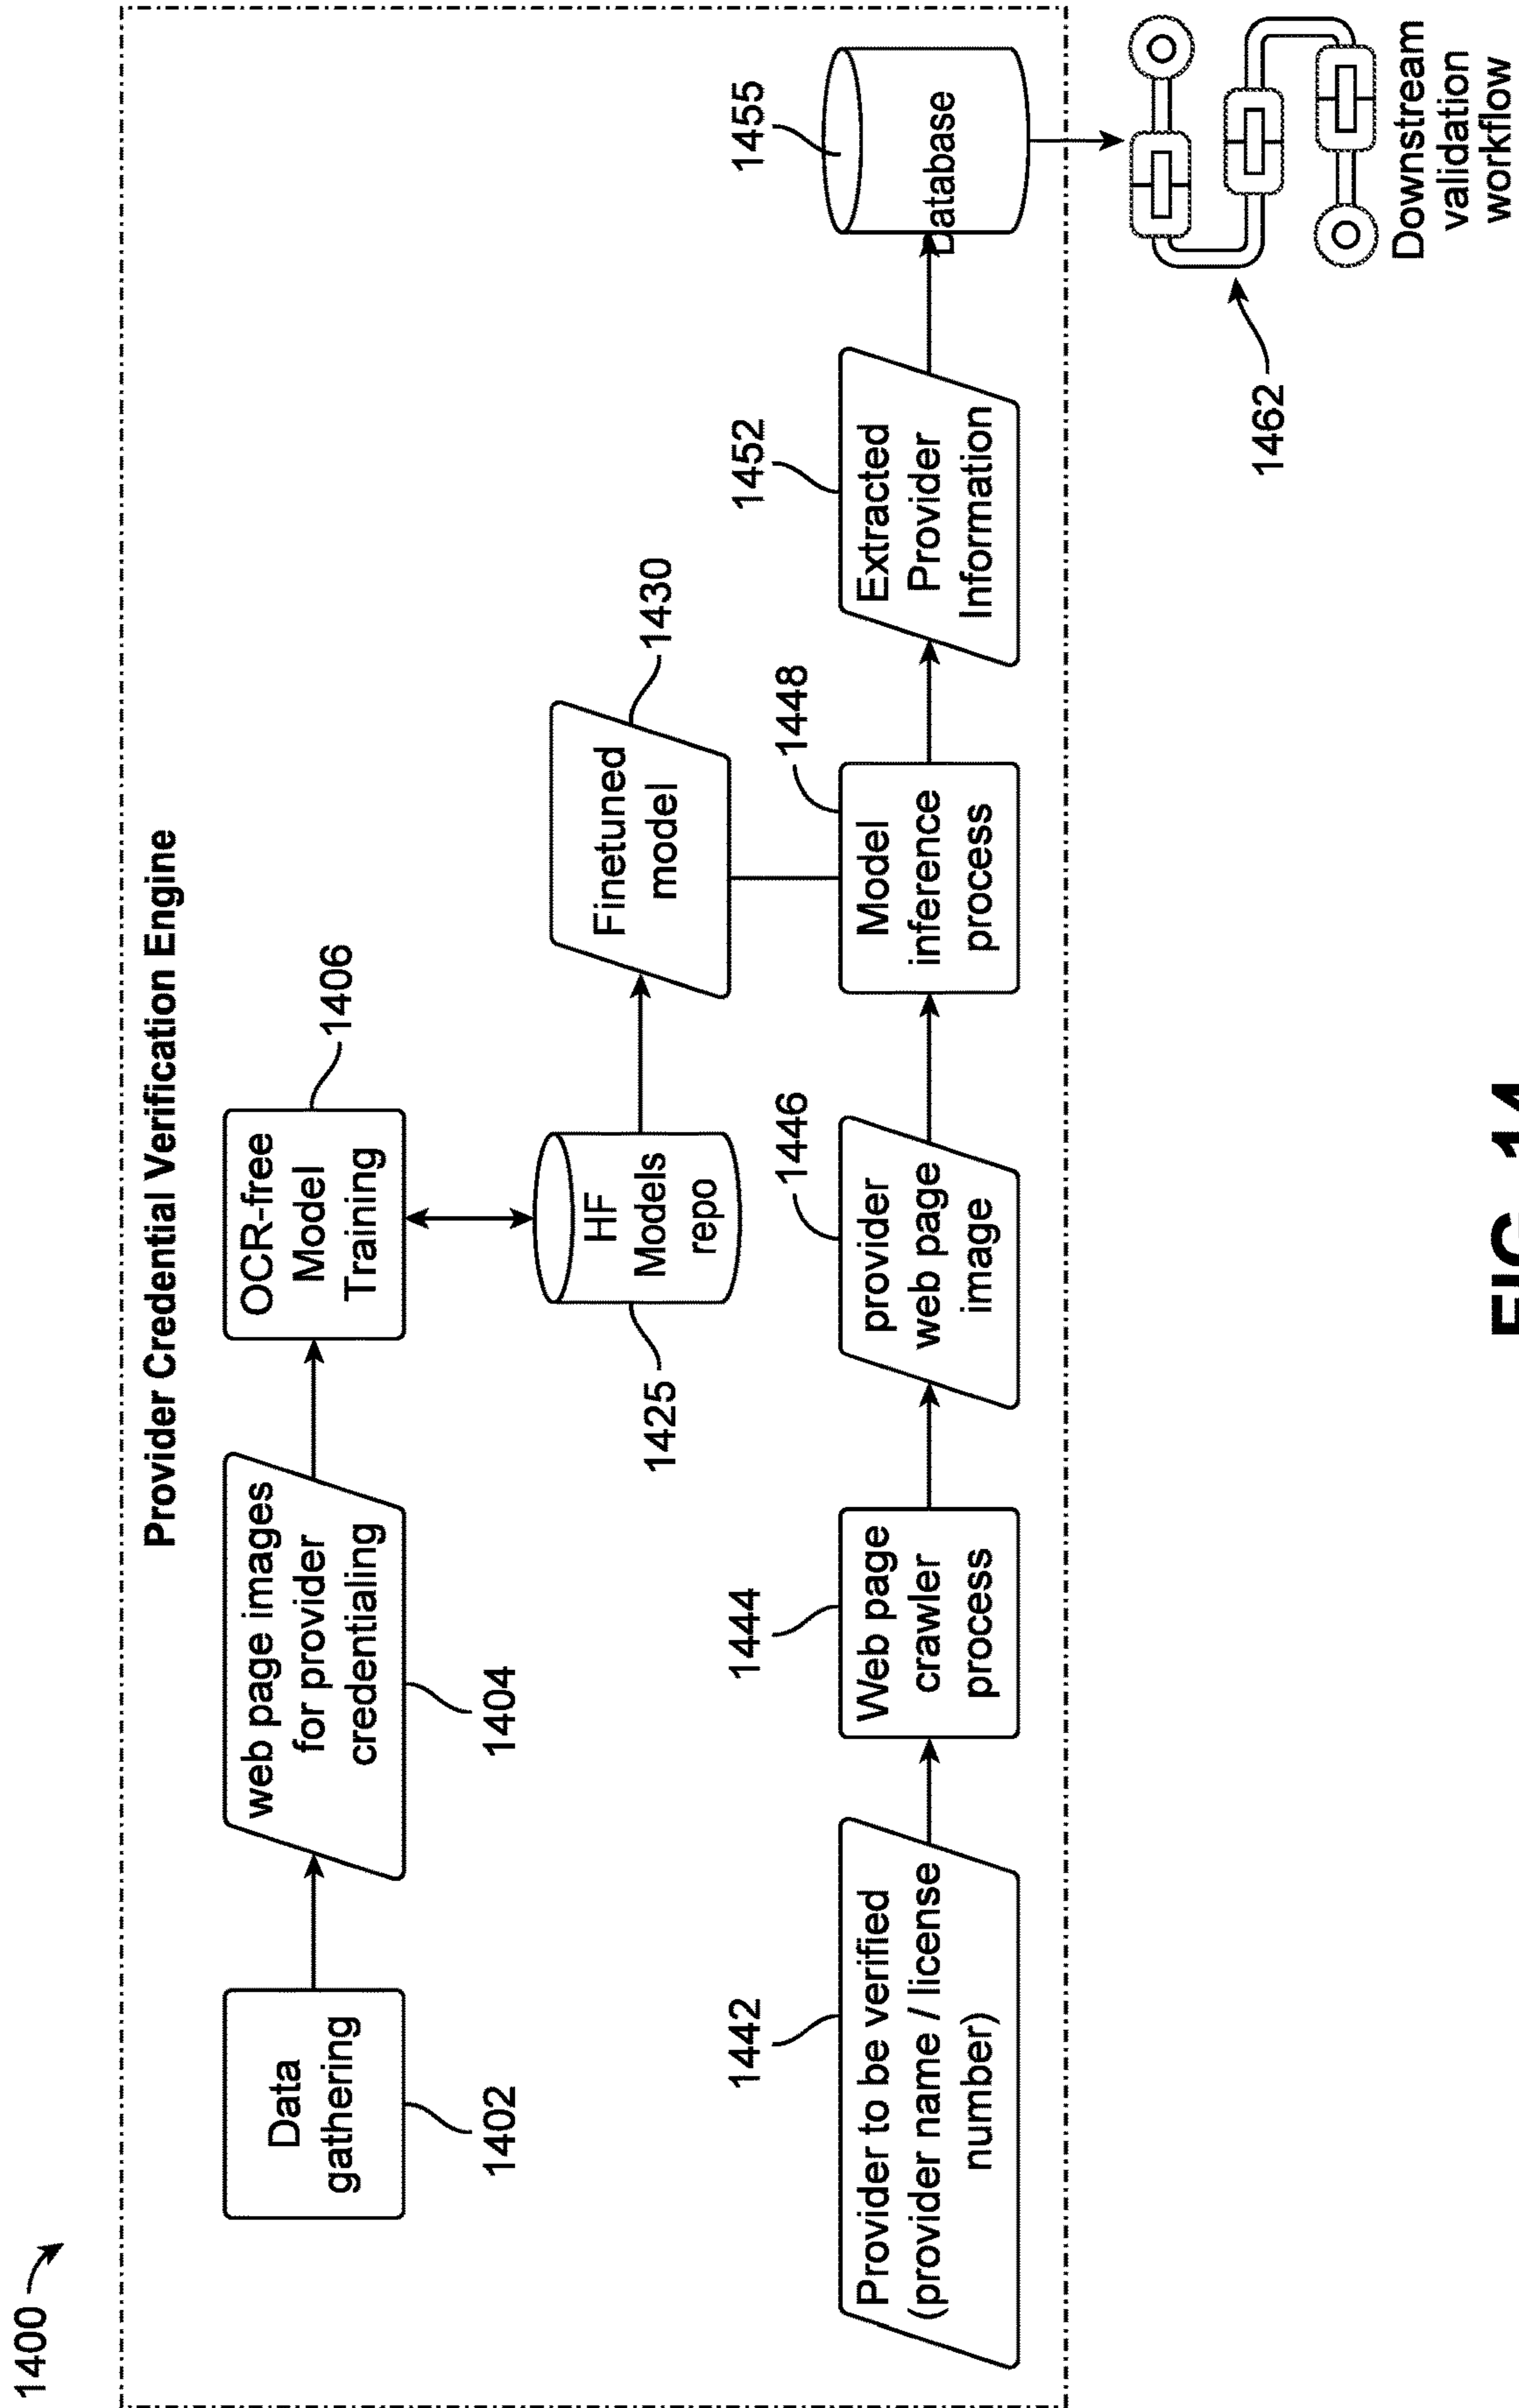 1400
Provider Credential Verification Engine
Data
gathering
1402
web page images
for provider
credentialing
1404
OCR-free
Model
Training
1406
HF
Models
repo
1425
Finetuned
model
1430
Provider to be verified
(provider name / license
number)
1442
Web page
crawler
process
1444
provider
web page
image
1446
Model
inference
process
1448
Extracted
Provider
Information
1452
Database
1455
Downstream
validation
workflow
1462
FIG. 14